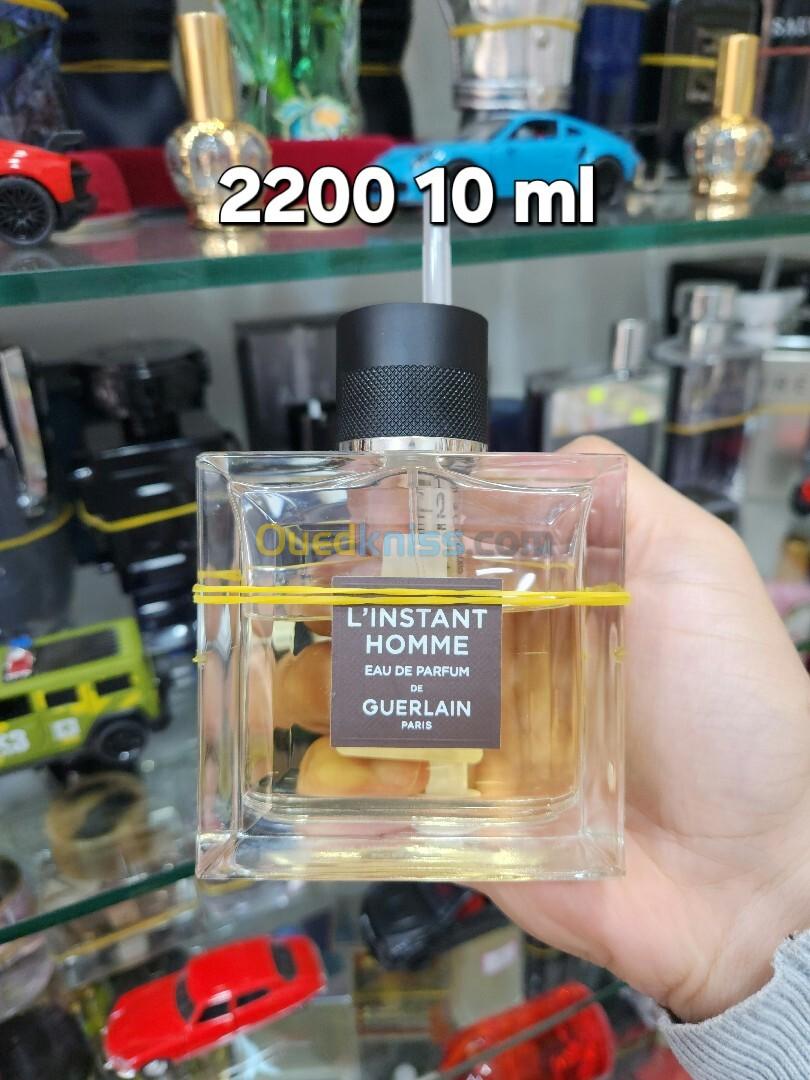 2200 10 ml
Ouedkniss.com
L'INSTANT
HOMME
EAU DE PARFUM
DE
GUERLAIN
PARIS